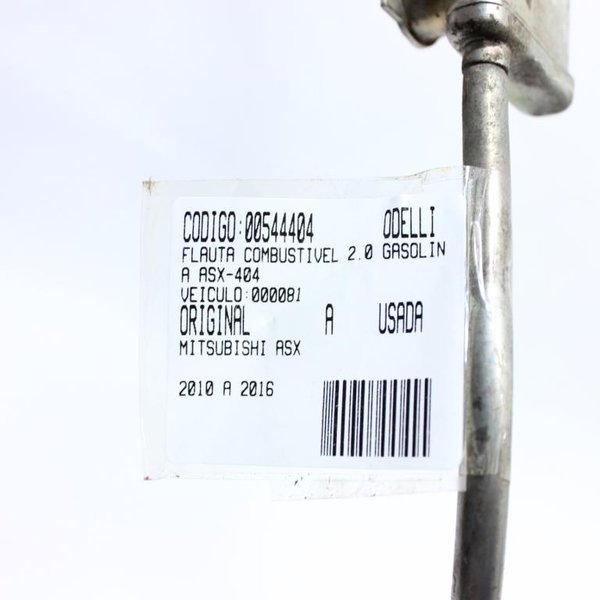 CODIGO:00544404 ODELLI
FLAUTA COMBUSTIVEL 2.0 GASOLIN
A ASX-404
VEICULO:000081
ORIGINAL A USADA
MITSUBISHI ASX
2010 A 2016